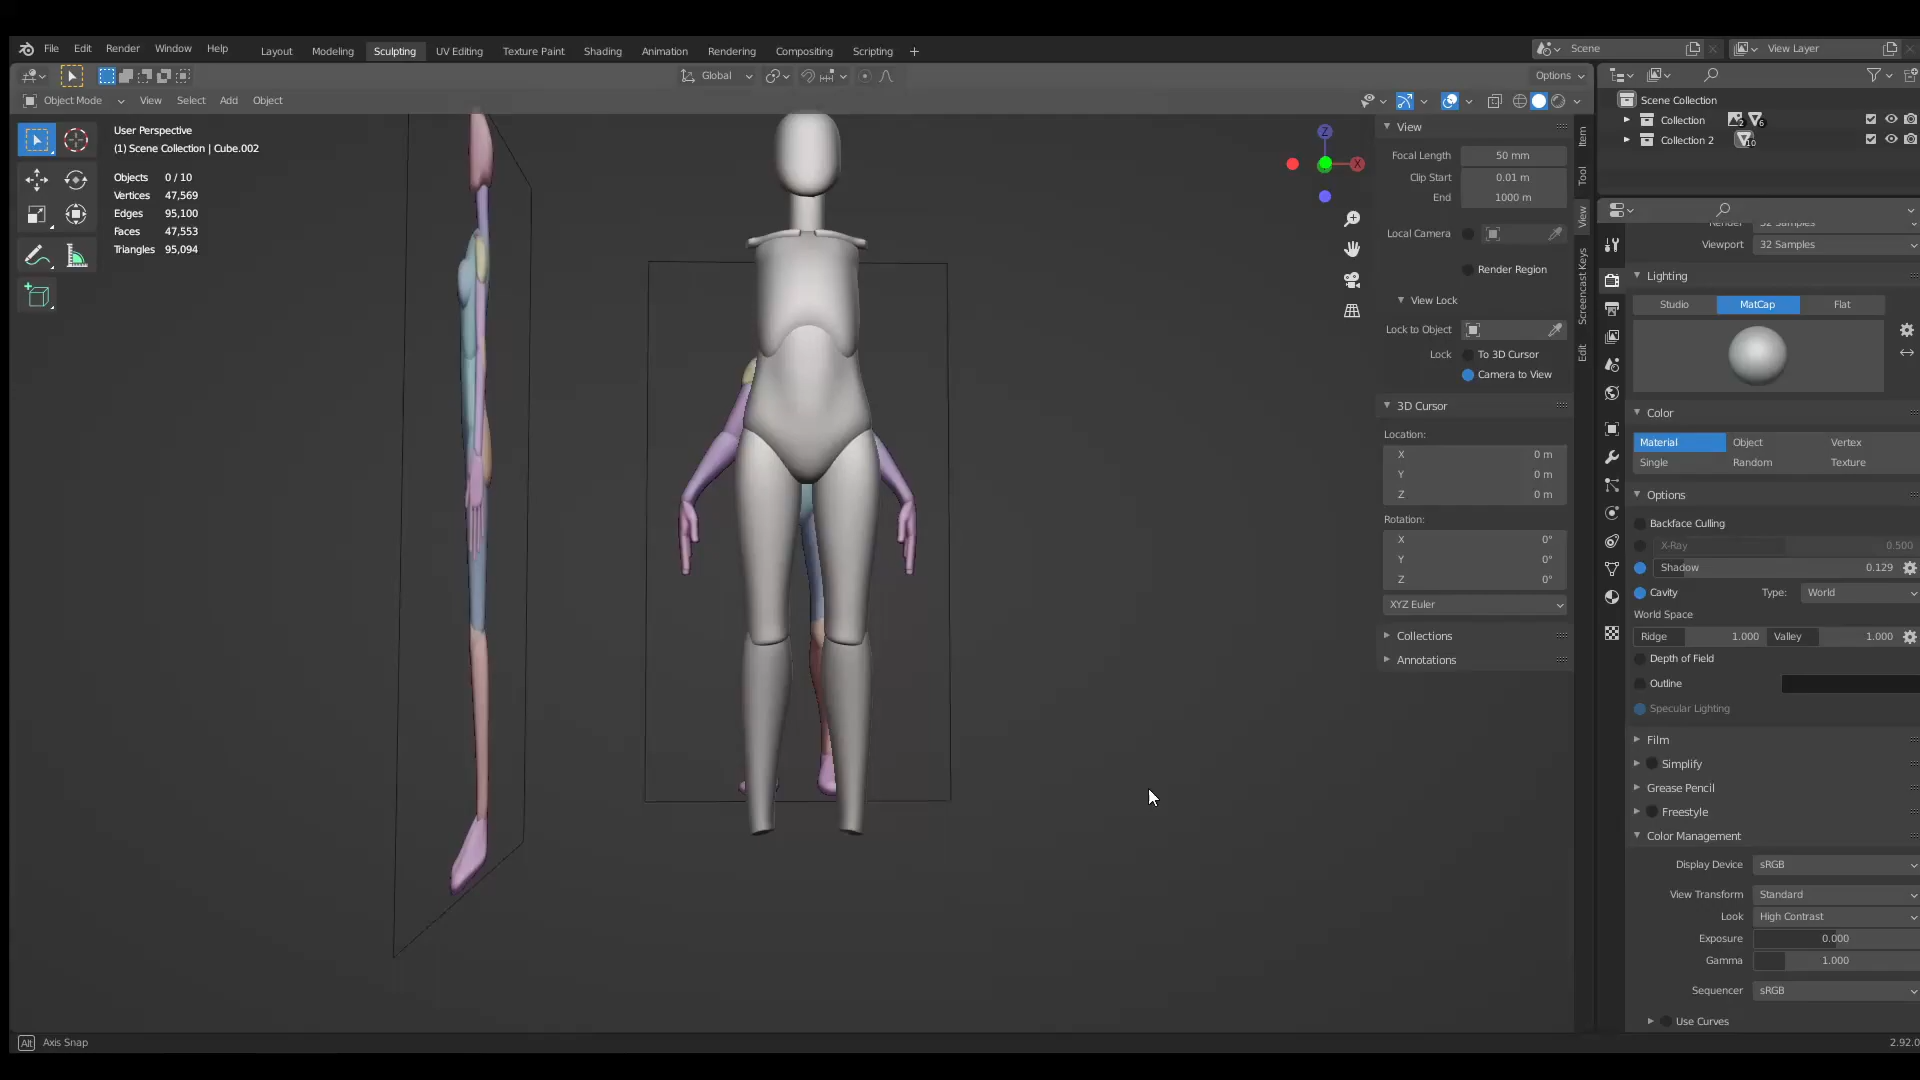 File Edit Render Window Help Layout Modeling Sculpting UV Editing Texture Paint Shading Animation Rendering Compositing Scripting + Scene View Layer
Global Options
Object Mode View Select Add Object
User Perspective
(1) Scene Collection | Cube.002
Objects 0 / 10
Vertices 47,569
Edges 95,100
Faces 47,553
Triangles 95,094
Z
X
View
Focal Length 50 mm
Clip Start 0.01 m
End 1000 m
Local Camera
Render Region
View Lock
Lock to Object
Lock To 3D Cursor
Camera to View
3D Cursor
Location:
X 0 m
Y 0 m
Z 0 m
Rotation:
X 0°
Y 0°
Z 0°
XYZ Euler
Collections
Annotations
Item
Tool
View
Screencast Keys
Edit
Scene Collection
Collection 2 6
Collection 2 10
Viewport 32 Samples
Lighting
Studio MatCap Flat
Color
Material Object Vertex
Single Random Texture
Options
Backface Culling
X-Ray 0.500
Shadow 0.129
Cavity Type: World
World Space
Ridge 1.000 Valley 1.000
Depth of Field
Outline
Specular Lighting
Film
Simplify
Grease Pencil
Freestyle
Color Management
Display Device sRGB
View Transform Standard
Look High Contrast
Exposure 0.000
Gamma 1.000
Sequencer sRGB
Use Curves
Alt Axis Snap
2.92.0